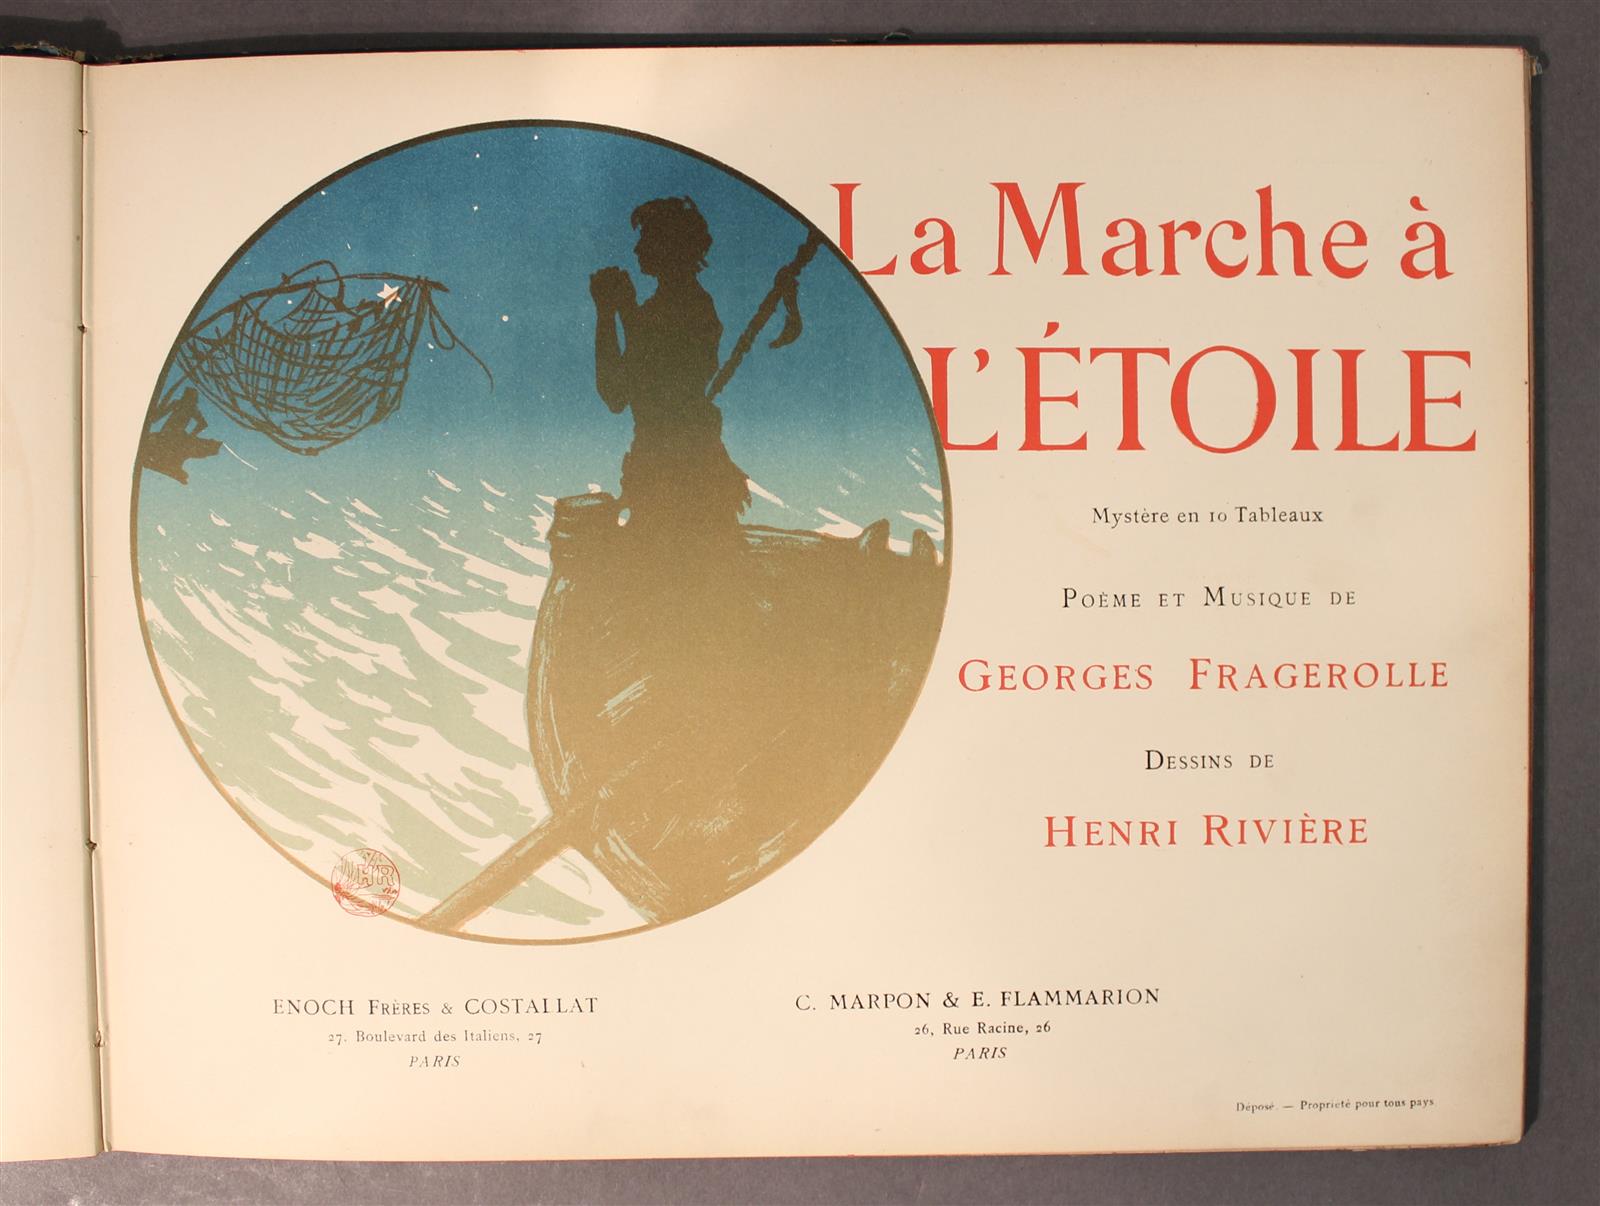 La Marche à
L'ÉTOILE
Mystère en 10 Tableaux
POÈME ET MUSIQUE DE
GEORGES FRAGEROLLE
DESSINS DE
HENRI RIVIÈRE
HR
ENOCH FRÈRES & COSTALLAT
27, Boulevard des Italiens, 27
PARIS
C. MARPON & E. FLAMMARION
26, Rue Racine, 26
PARIS
Déposé. — Propriété pour tous pays.